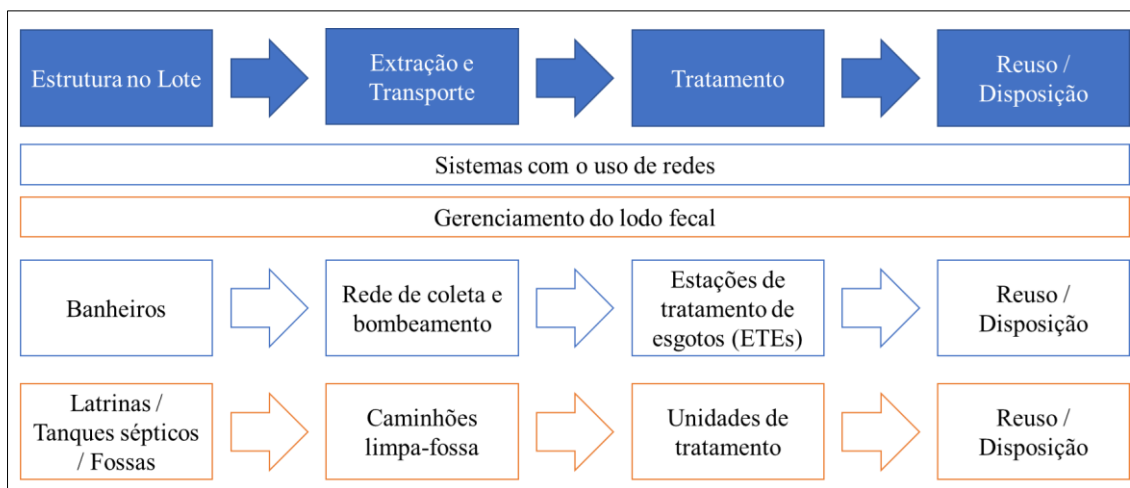 Estrutura no Lote
Extração e
Transporte
Tratamento
Reuso /
Disposição
Sistemas com o uso de redes
Gerenciamento do lodo fecal
Banheiros
Rede de coleta e
bombeamento
Estações de
tratamento de
esgotos (ETEs)
Reuso /
Disposição
Latrinas /
Tanques sépticos
/ Fossas
Caminhões
limpa-fossa
Unidades de
tratamento
Reuso /
Disposição